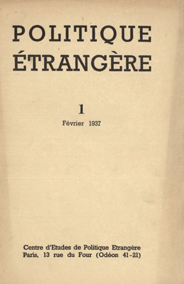 POLITIQUE
ÉTRANGÈRE
1
Février 1937
Centre d'Etudes de Politique Etrangère
Paris, 13 rue du Four (Odéon 41-21)